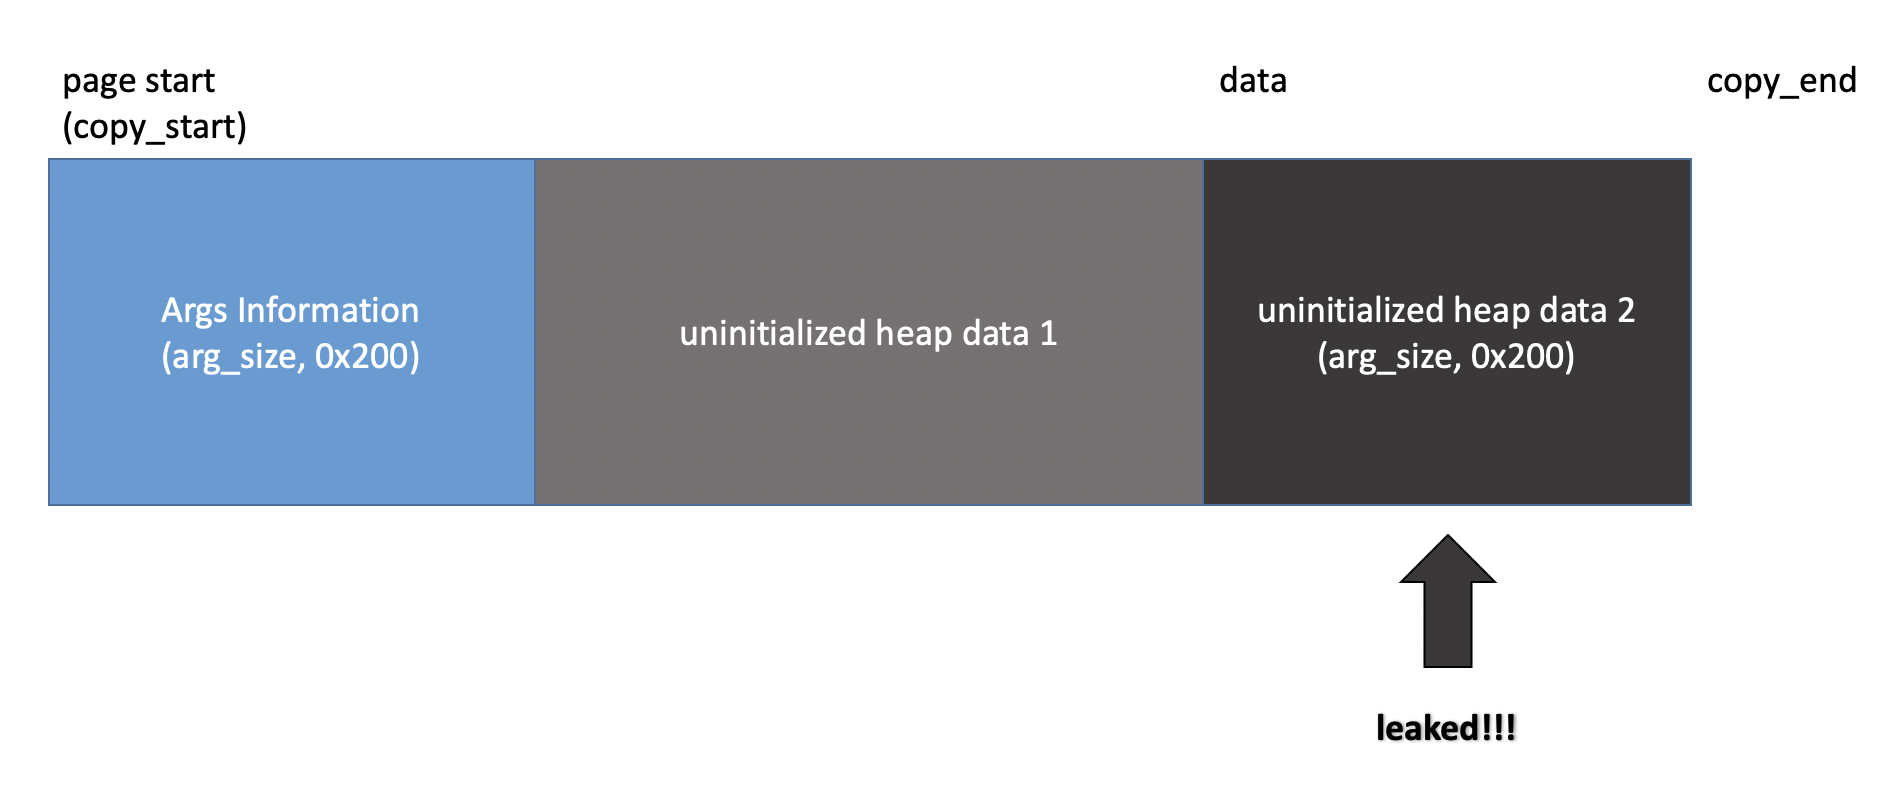 page start
(copy_start)
data
copy_end
Args Information
(arg_size, 0x200)
uninitialized heap data 1
uninitialized heap data 2
(arg_size, 0x200)
leaked!!!